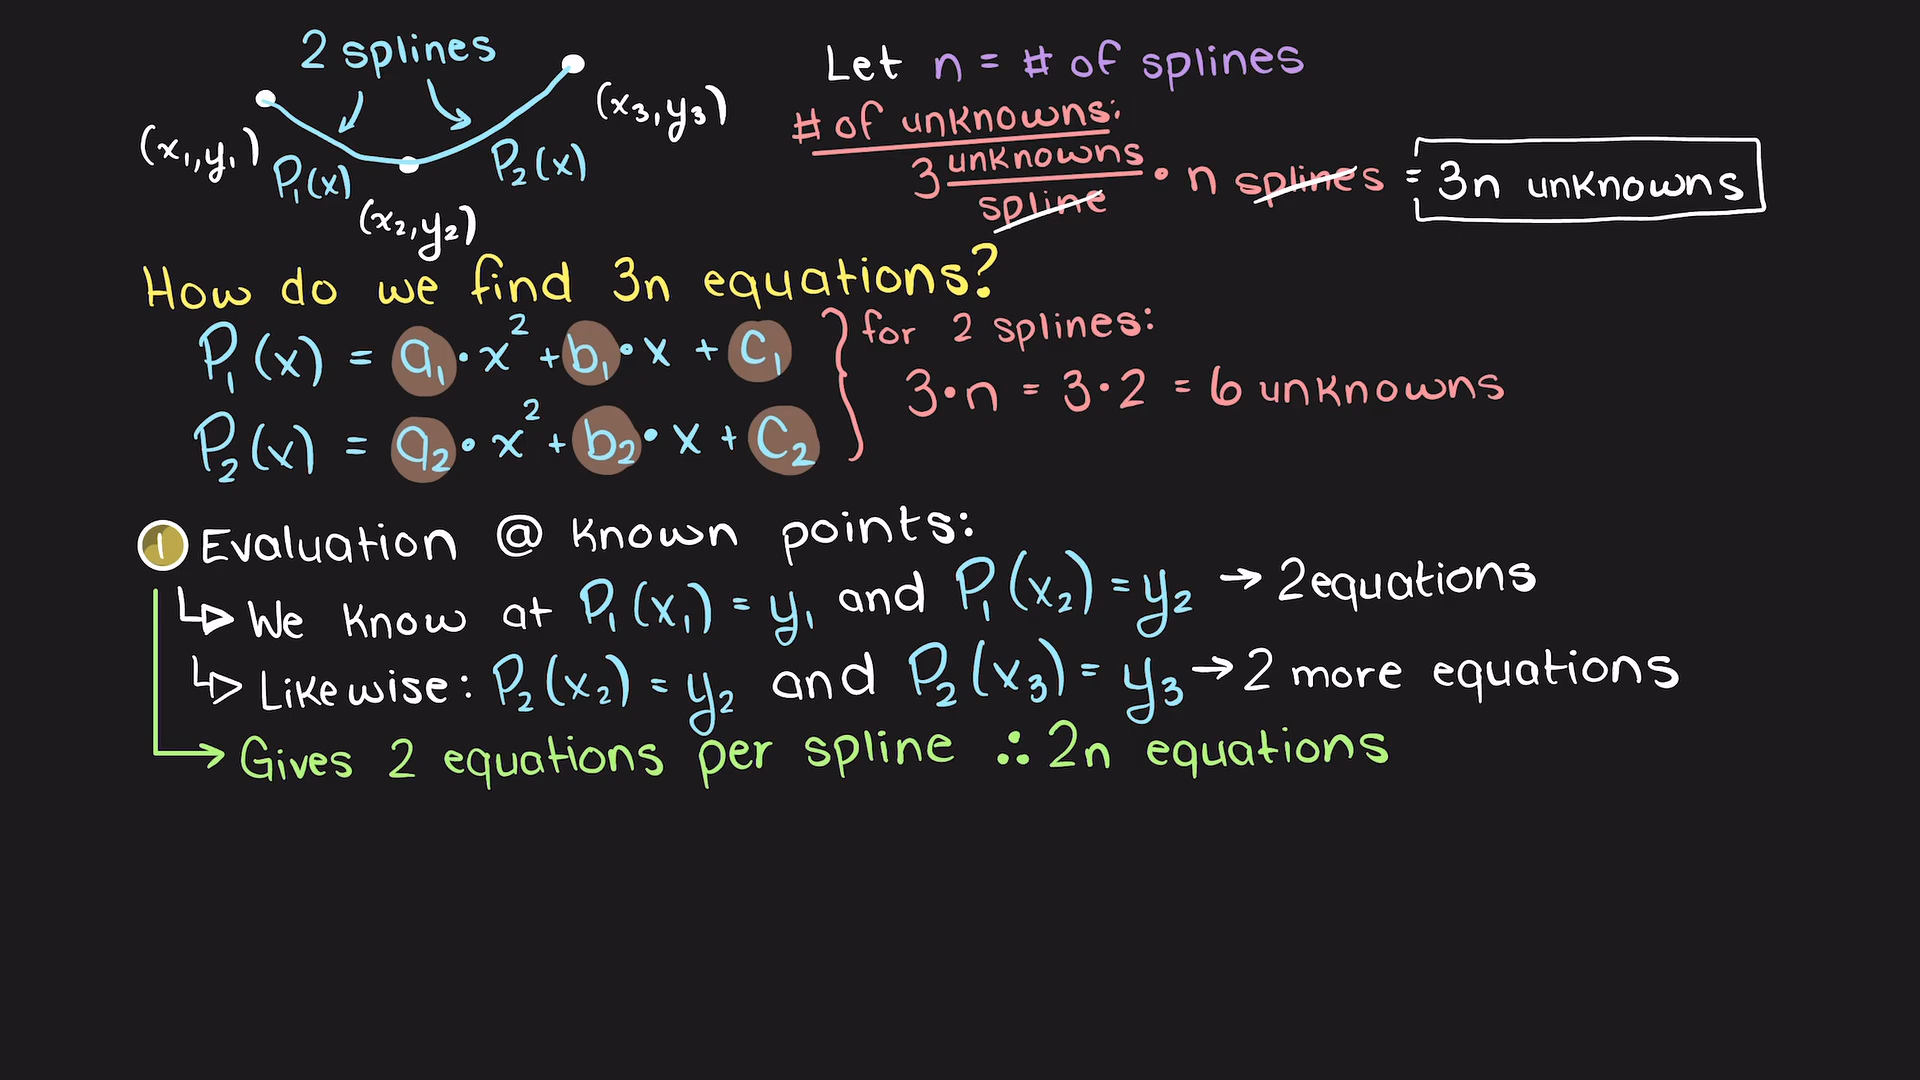 2 splines
(x₁,y₁)
P₁(x)
(x₂,y₂)
P₂(x)
(x₃,y₃)
Let n = # of splines
# of unknowns:
3 unknowns/spline • n splines = 3n unknowns
How do we find 3n equations?
P₁(x) = a₁•x² + b₁•x + c₁
P₂(x) = a₂•x² + b₂•x + c₂
for 2 splines:
3•n = 3•2 = 6 unknowns
1 Evaluation @ known points:
We know at P₁(x₁) = y₁ and P₁(x₂) = y₂ → 2 equations
Likewise: P₂(x₂) = y₂ and P₂(x₃) = y₃ → 2 more equations
Gives 2 equations per spline ∴ 2n equations